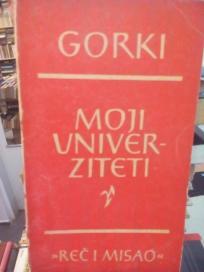 GORKI
MOJI
UNIVER-
ZITETI
»REČ I MISAO«